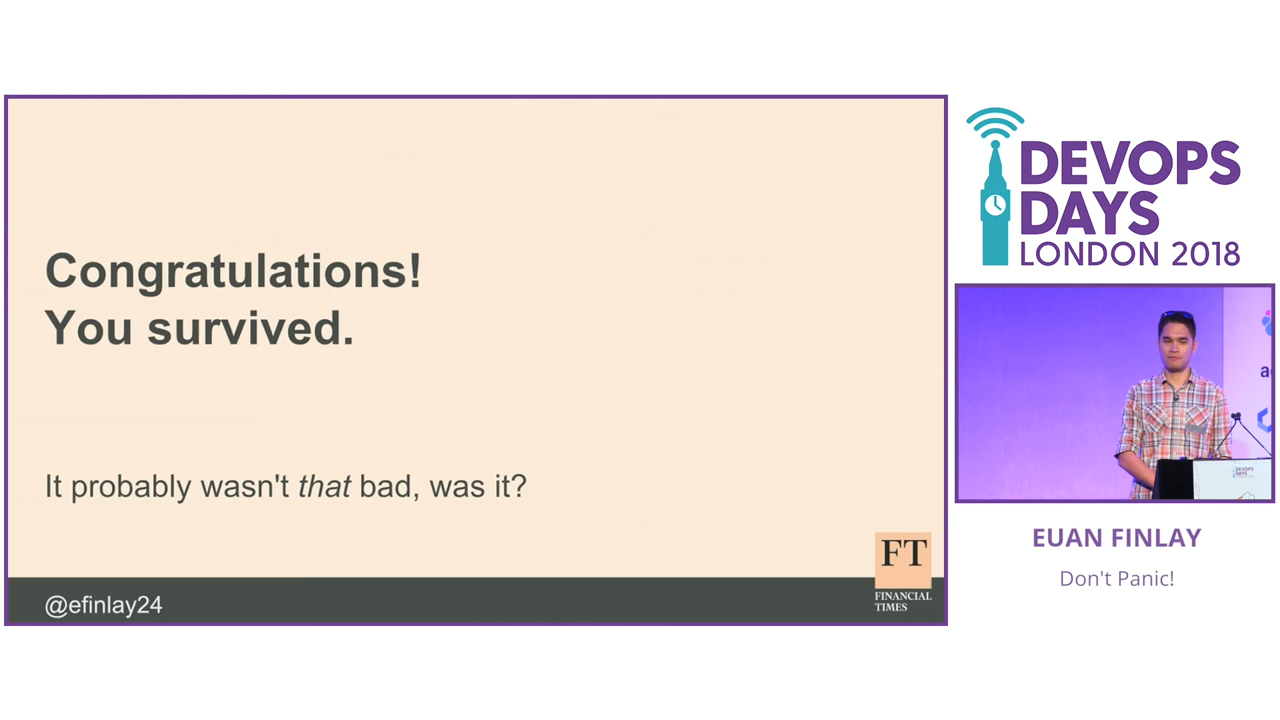 Congratulations!
You survived.
It probably wasn't that bad, was it?
@efinlay24
FT
FINANCIAL
TIMES
DEVOPS
DAYS
LONDON 2018
EUAN FINLAY
Don't Panic!